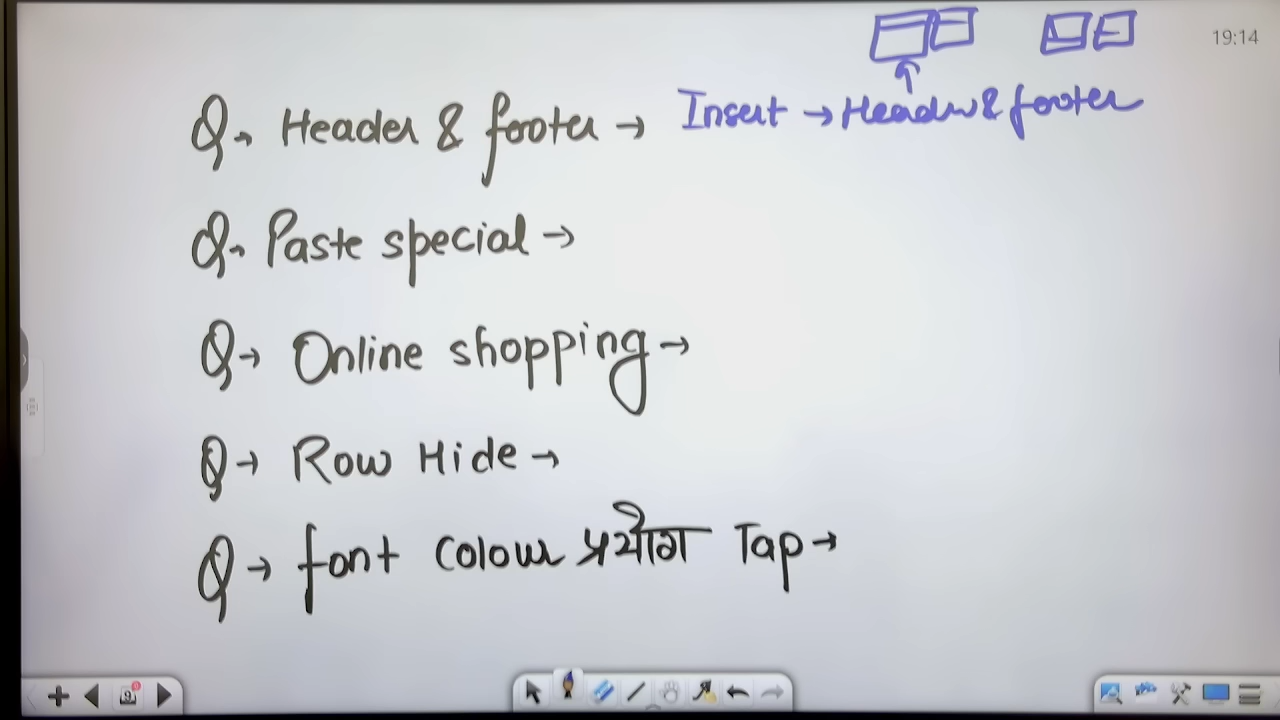 19:14
Q→ Header & footer → Insert → Header & footer
Q→ Paste special →
Q→ Online shopping →
Q→ Row Hide →
Q→ font colour प्रयोग Tap →